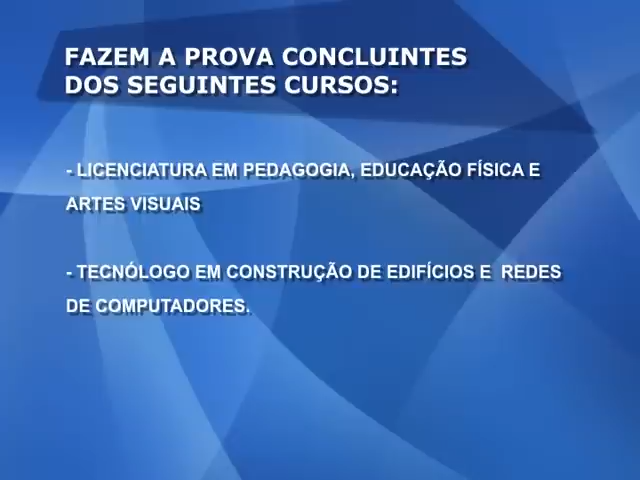 FAZEM A PROVA CONCLUINTES
DOS SEGUINTES CURSOS:
- LICENCIATURA EM PEDAGOGIA, EDUCAÇÃO FÍSICA E
ARTES VISUAIS
- TECNÓLOGO EM CONSTRUÇÃO DE EDIFÍCIOS E REDES
DE COMPUTADORES.